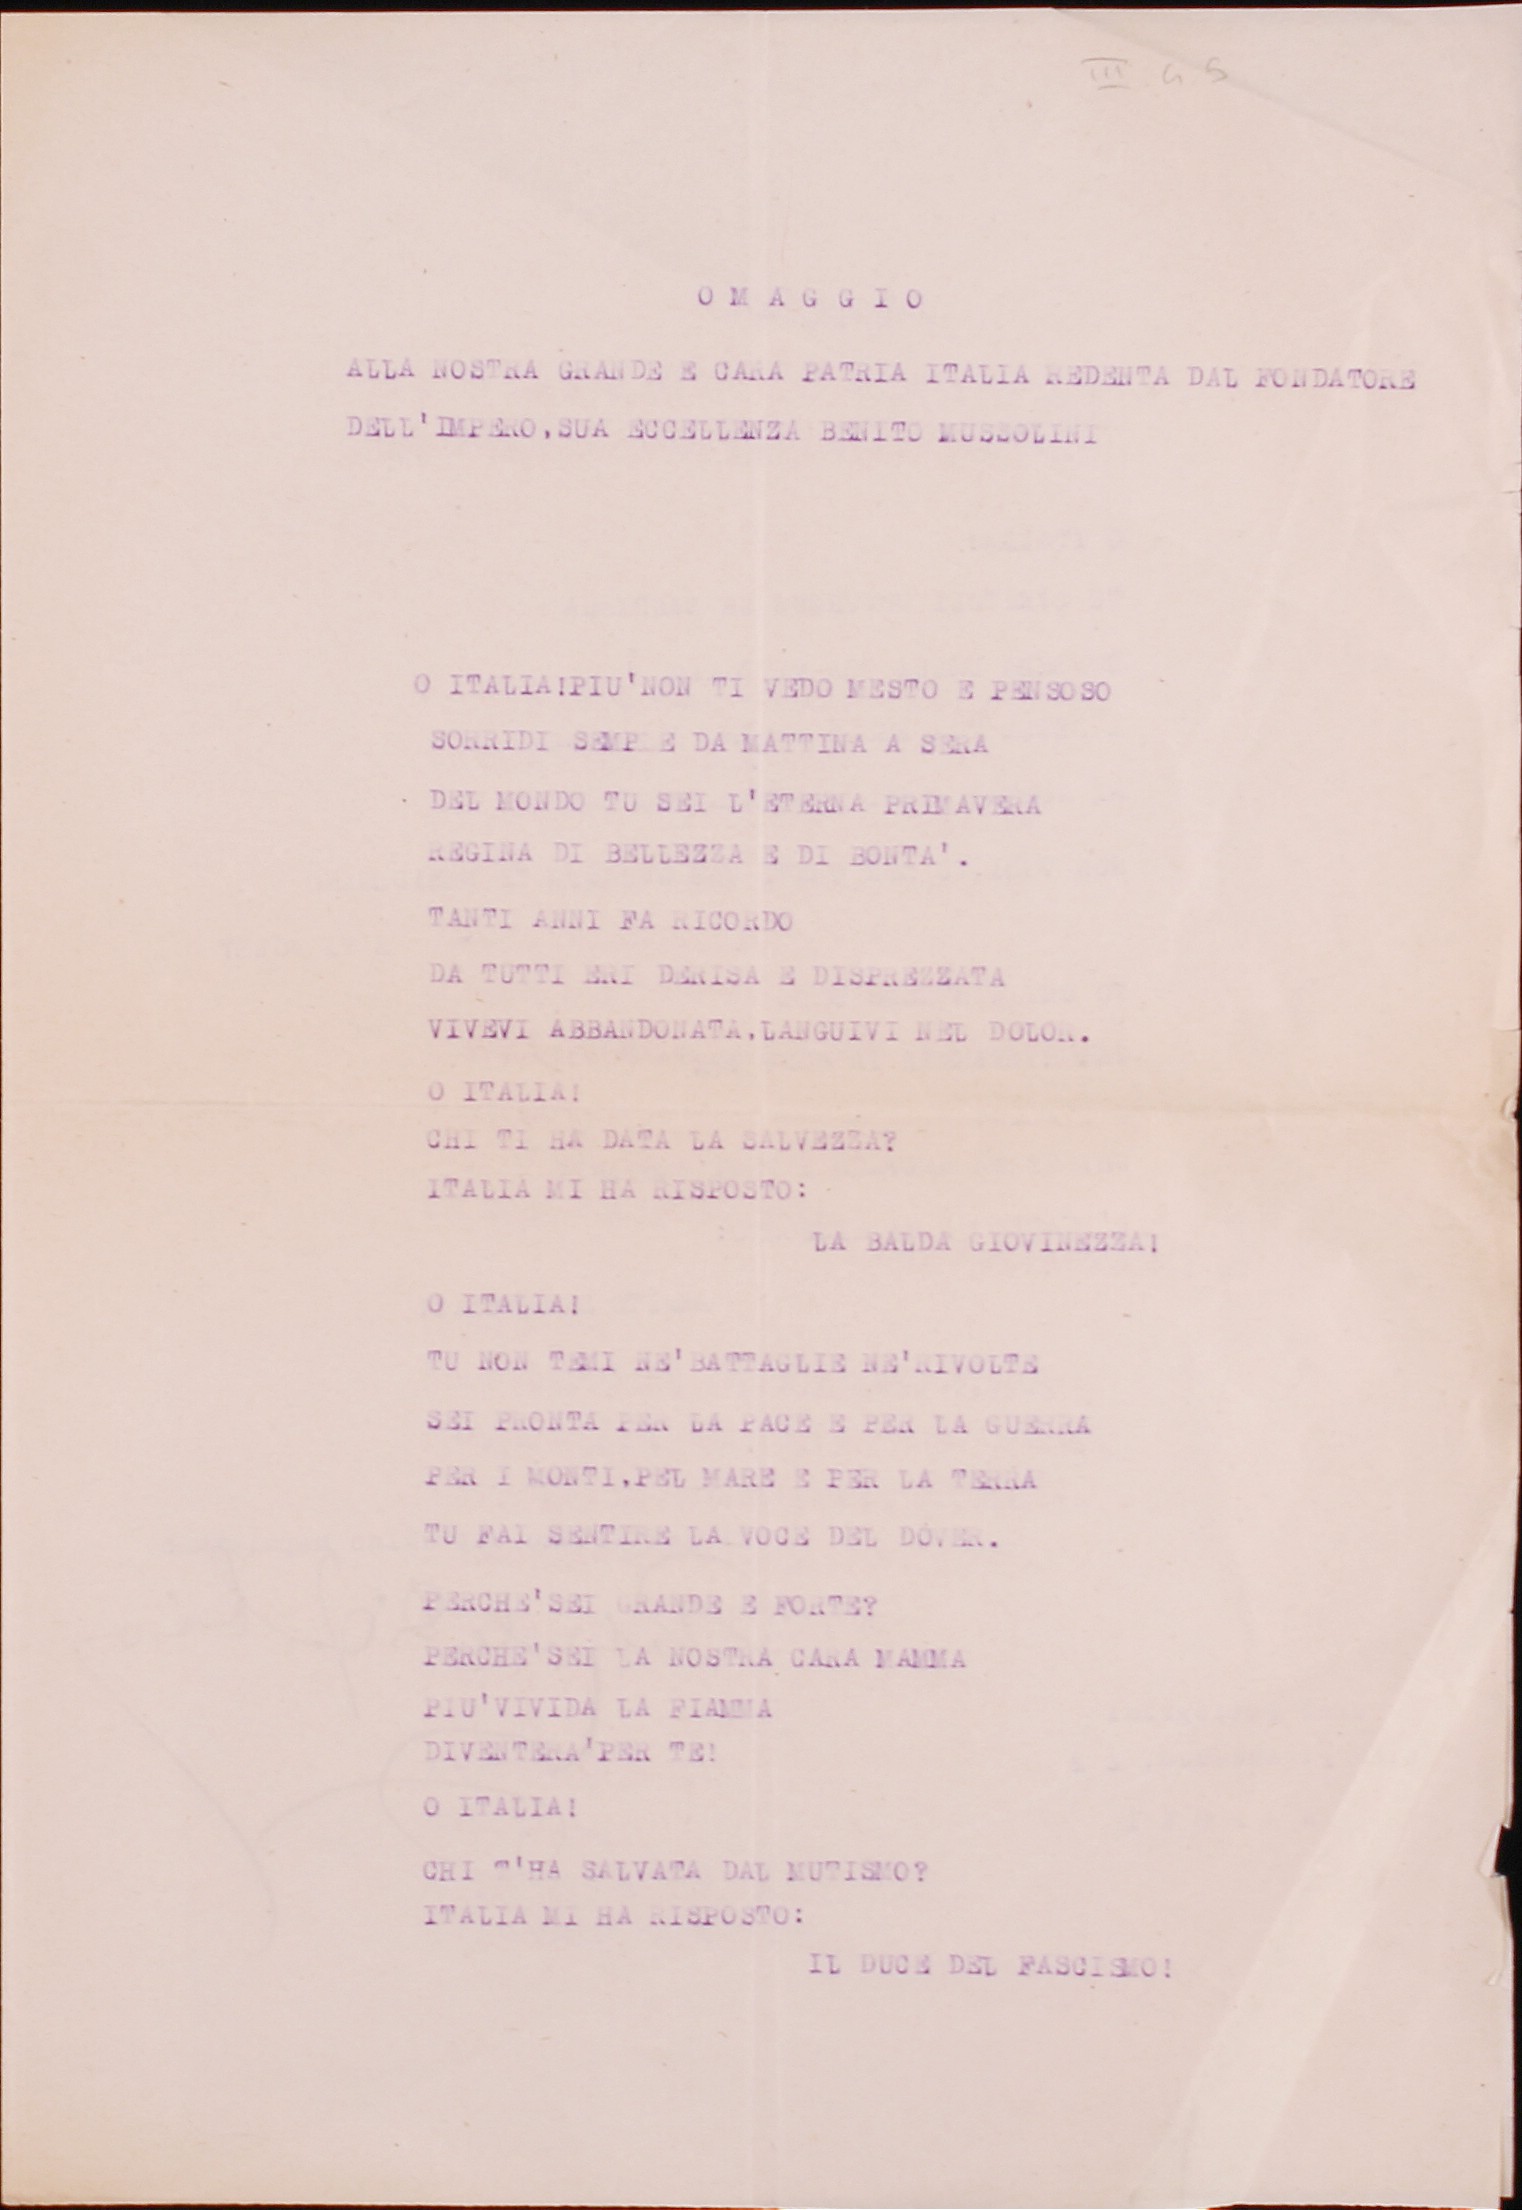 III G 5
O M A G G I O
ALLA NOSTRA GRANDE E CARA PATRIA ITALIA REDENTA DAL FONDATORE
DELL'IMPERO,SUA ECCELLENZA BENITO MUSSOLINI
O ITALIA!PIU'NON TI VEDO MESTO E PENSOSO
SORRIDI SEMP E DA MATTINA A SERA
DEL MONDO TU SEI L'ETERNA PRIMAVERA
REGINA DI BELLEZZA E DI BONTA'.
TANTI ANNI FA RICORDO
DA TUTTI ERI DERISA E DISPREZZATA
VIVEVI ABBANDONATA,LANGUIVI NEL DOLOR.
O ITALIA!
CHI TI HA DATA LA SALVEZZA?
ITALIA MI HA RISPOSTO:
LA BALDA GIOVINEZZA!
O ITALIA!
TU NON TEMI NE'BATTAGLIE NE'RIVOLTE
SEI PRONTA PER LA PACE E PER LA GUERRA
PER I MONTI,PEL MARE E PER LA TERRA
TU FAI SENTIRE LA VOCE DEL DOVER.
PERCHE'SEI GRANDE E FORTE?
PERCHE'SEI LA NOSTRA CARA MAMMA
PIU'VIVIDA LA FIAMMA
DIVENTERA'PER TE!
O ITALIA!
CHI T'HA SALVATA DAL MUTISMO?
ITALIA MI HA RISPOSTO:
IL DUCE DEL FASCISMO!